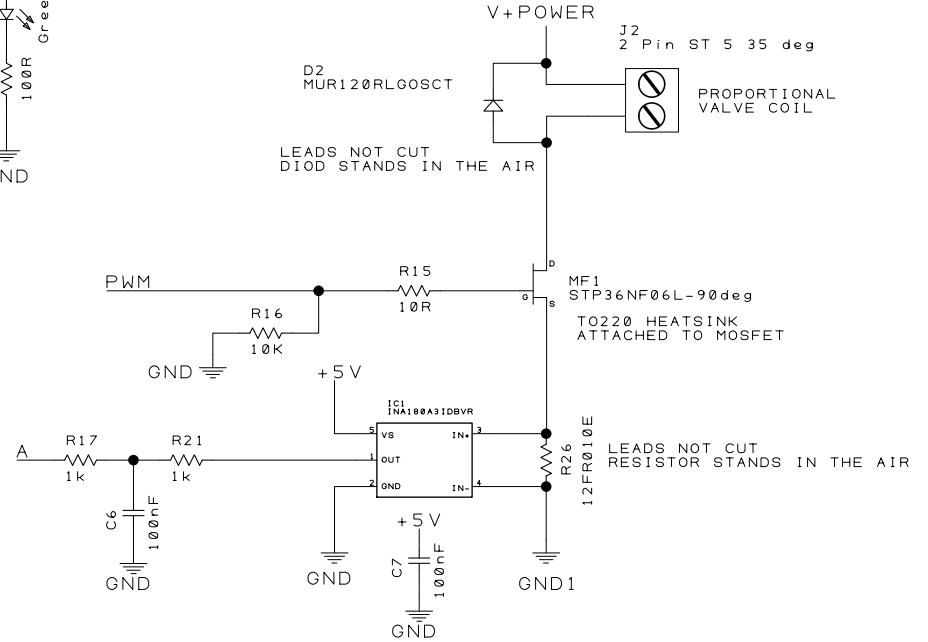 Gree
100R
ND
V+POWER
J2
2 Pin ST 5 35 deg
D2
MUR120RLGOSCT
PROPORTIONAL
VALVE COIL
LEADS NOT CUT
DIOD STANDS IN THE AIR
PWM
R15
10R
D
G
S
MF1
STP36NF06L-90deg
TO220 HEATSINK
ATTACHED TO MOSFET
R16
10K
GND
+5V
IC1
INA180A3IDBVR
5
VS
IN+
3
1
OUT
2
GND
IN-
4
A
R17
1k
R21
1k
R26
12FR010E
LEADS NOT CUT
RESISTOR STANDS IN THE AIR
C6
100nF
GND
GND
+5V
C7
100nF
GND
GND1